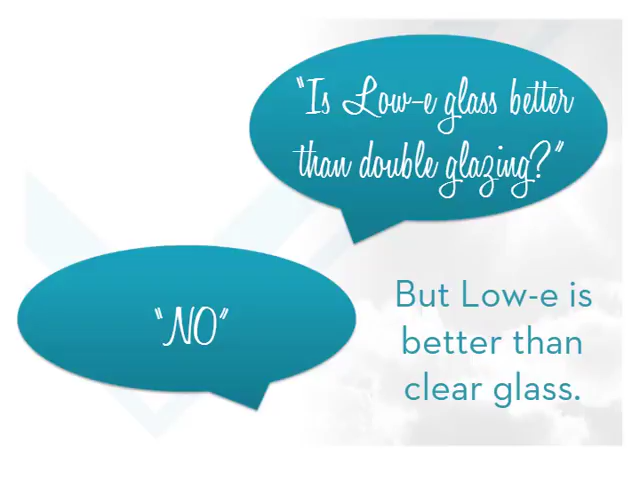 "Is Low-e glass better
than double glazing?"
"NO"
But Low-e is
better than
clear glass.